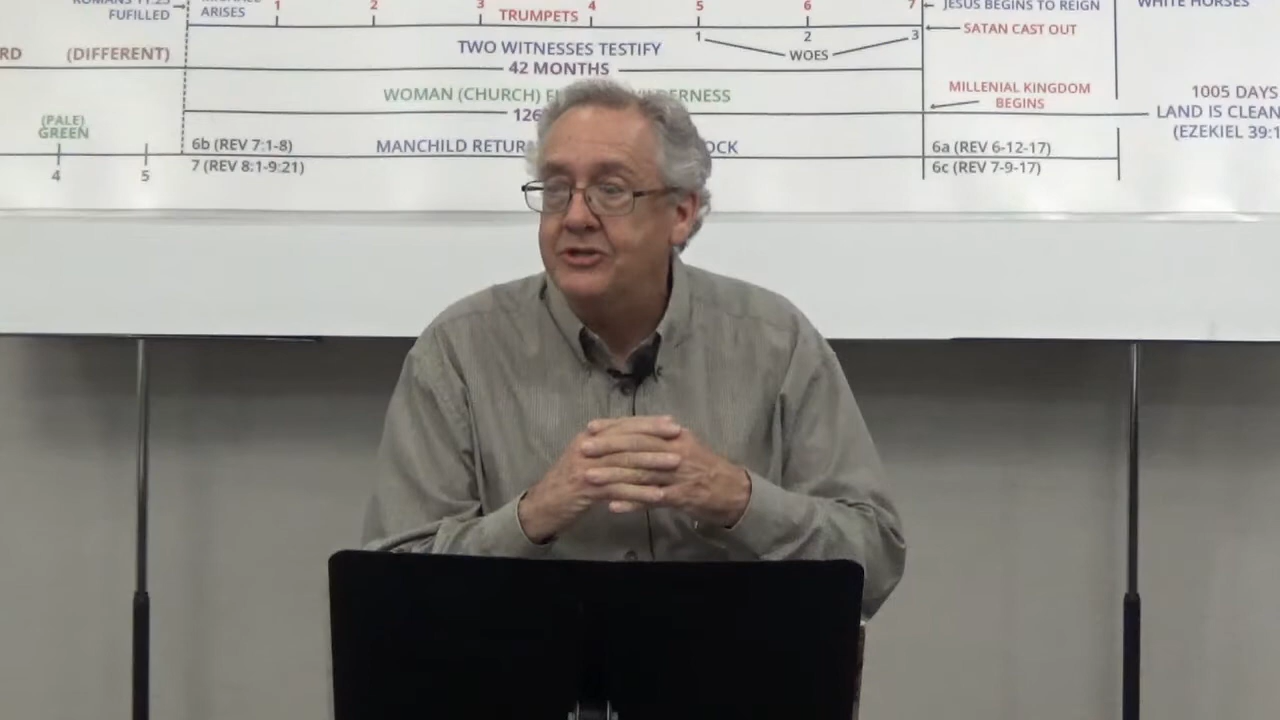 ROMANS 11:25
FUFILLED
ARISES
1 2 3 4 5 6 7
TRUMPETS
JESUS BEGINS TO REIGN
WHITE HORSES
SATAN CAST OUT
1 2 3
WOES
RD (DIFFERENT)
TWO WITNESSES TESTIFY
42 MONTHS
WOMAN (CHURCH)
NESS
MILLENIAL KINGDOM
BEGINS
1005 DAYS
LAND IS CLEAN
(EZEKIEL 39:1
126
(PALE)
GREEN
4 5
6b (REV 7:1-8)
MANCHILD RETUR
OCK
6a (REV 6-12-17)
7 (REV 8:1-9:21)
6c (REV 7-9-17)